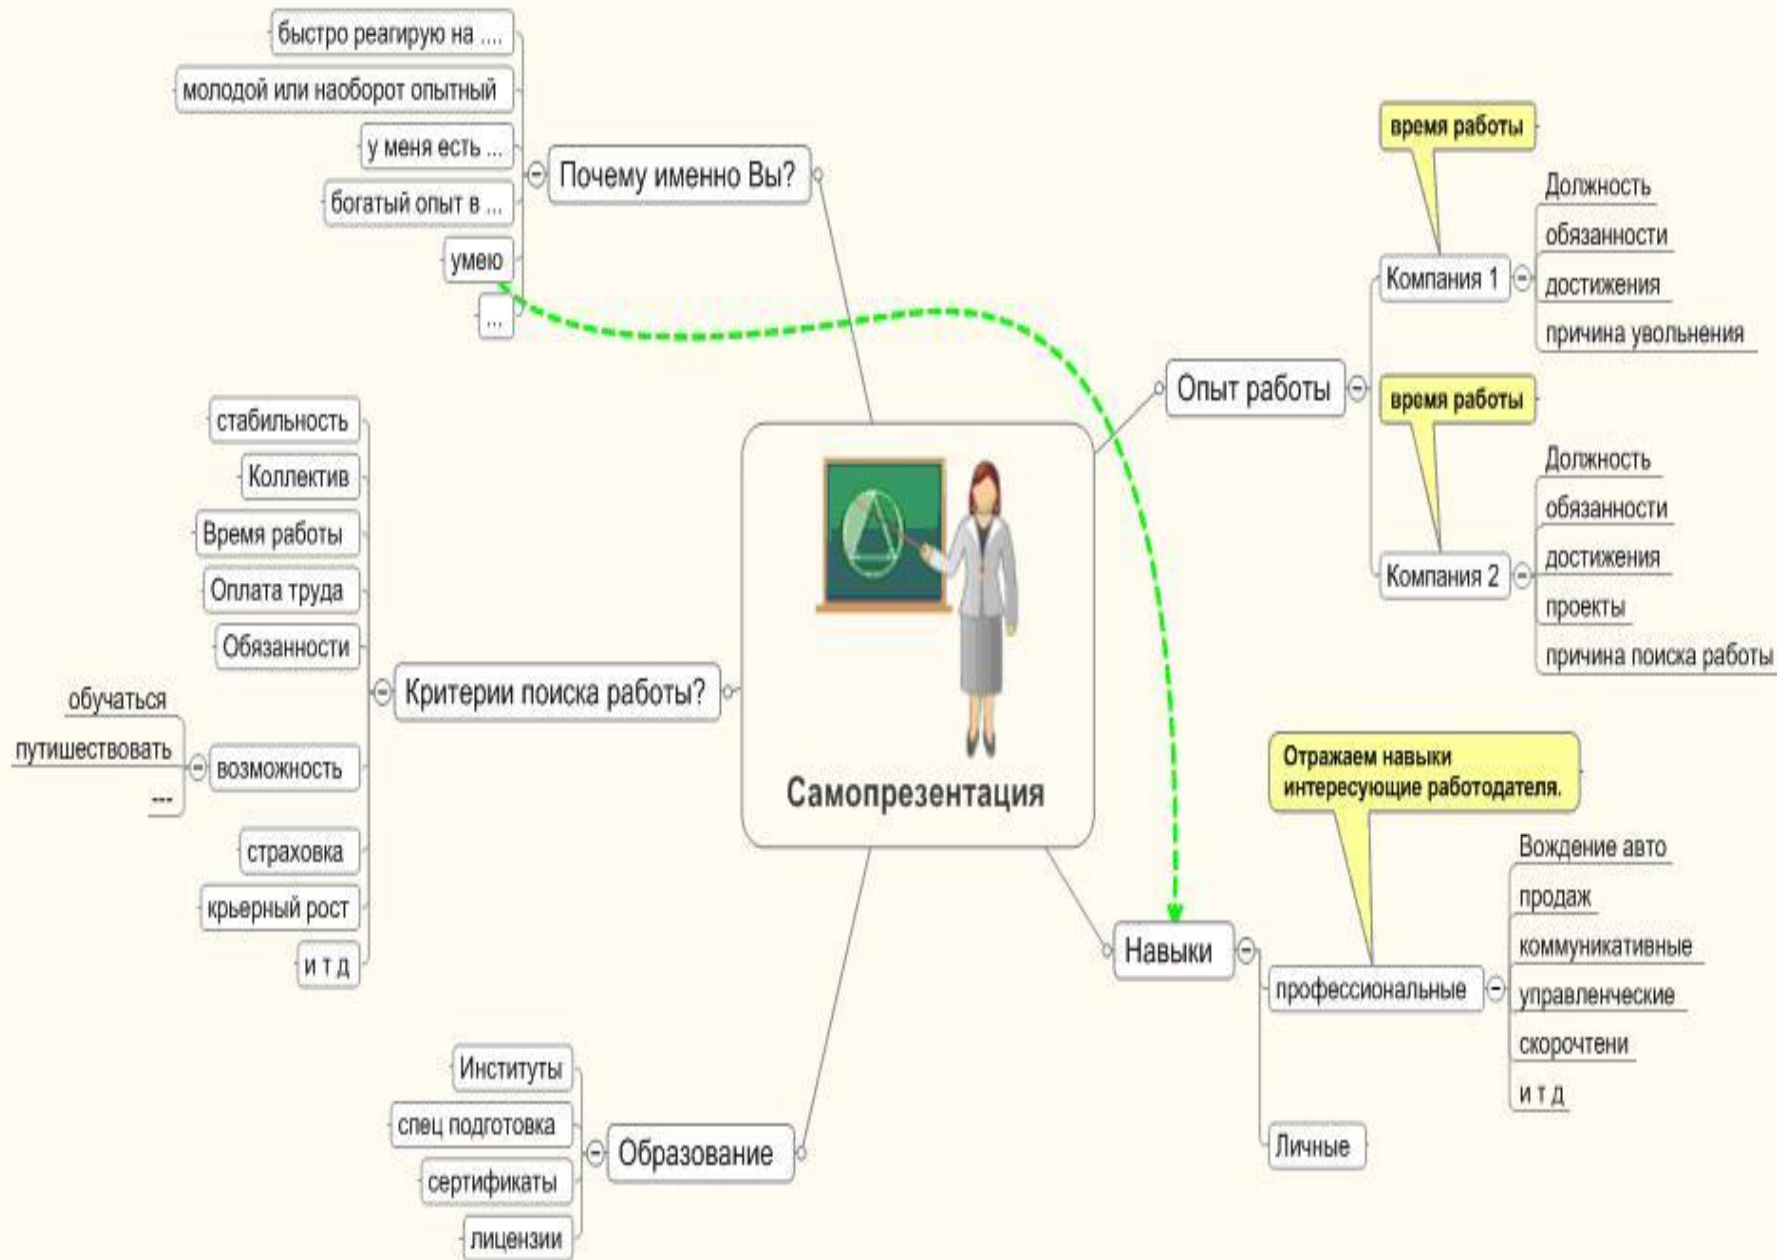 быстро реагирую на ....
молодой или наоборот опытный
у меня есть ...
богатый опыт в ...
умею
...
Почему именно Вы?
время работы
Должность
обязанности
достижения
причина увольнения
Компания 1
Опыт работы
время работы
Должность
обязанности
достижения
проекты
причина поиска работы
Компания 2
стабильность
Коллектив
Время работы
Оплата труда
Обязанности
Критерии поиска работы?
обучаться
путишествовать
---
возможность
страховка
крьерный рост
и т д
Самопрезентация
Отражаем навыки
интересующие работодателя.
Навыки
профессиональные
Вождение авто
продаж
коммуникативные
управленческие
скорочтени
и т д
Личные
Институты
спец подготовка
сертификаты
лицензии
Образование